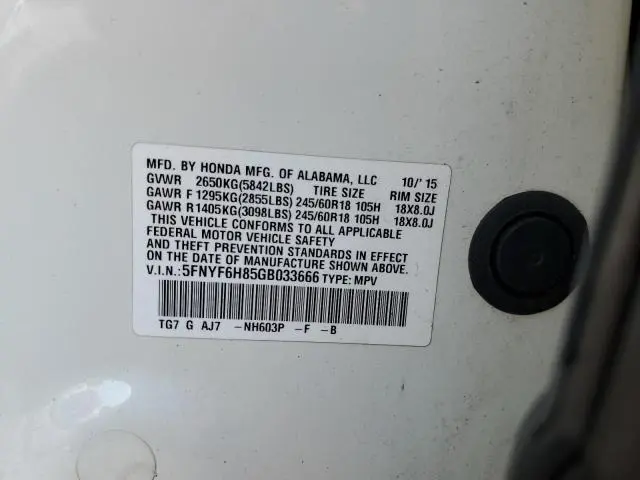 MFD. BY HONDA MFG. OF ALABAMA, LLC 10/'15
GVWR 2650KG(5842LBS) TIRE SIZE RIM SIZE
GAWR F 1295KG(2855LBS) 245/60R18 105H 18X8.0J
GAWR R 1405KG(3098LBS) 245/60R18 105H 18X8.0J
THIS VEHICLE CONFORMS TO ALL APPLICABLE
FEDERAL MOTOR VEHICLE SAFETY
AND THEFT PREVENTION STANDARDS IN EFFECT
ON THE DATE OF MANUFACTURE SHOWN ABOVE.
V.I.N.:5FNYF6H85GB033666 TYPE: MPV
TG7 G AJ7 -NH603P -F -B